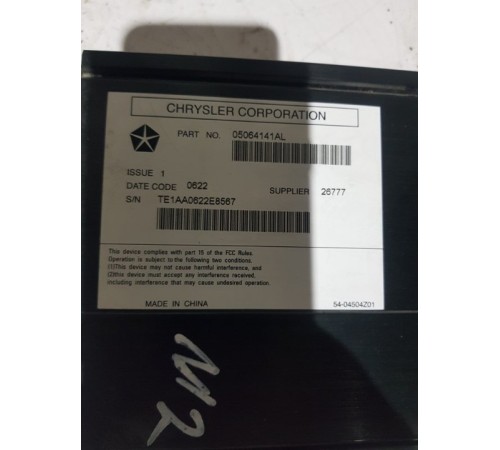 CHRYSLER CORPORATION
PART NO. 05064141AL
ISSUE 1
DATE CODE 0622 SUPPLIER 26777
S/N TE1AA0622E8567
This device complies with part 15 of the FCC Rules.
Operation is subject to the following two conditions.
(1)This device may not cause harmful interference, and
(2)this device must accept any interference received,
including interference that may cause undesired operation.
MADE IN CHINA 54-04504Z01
M2